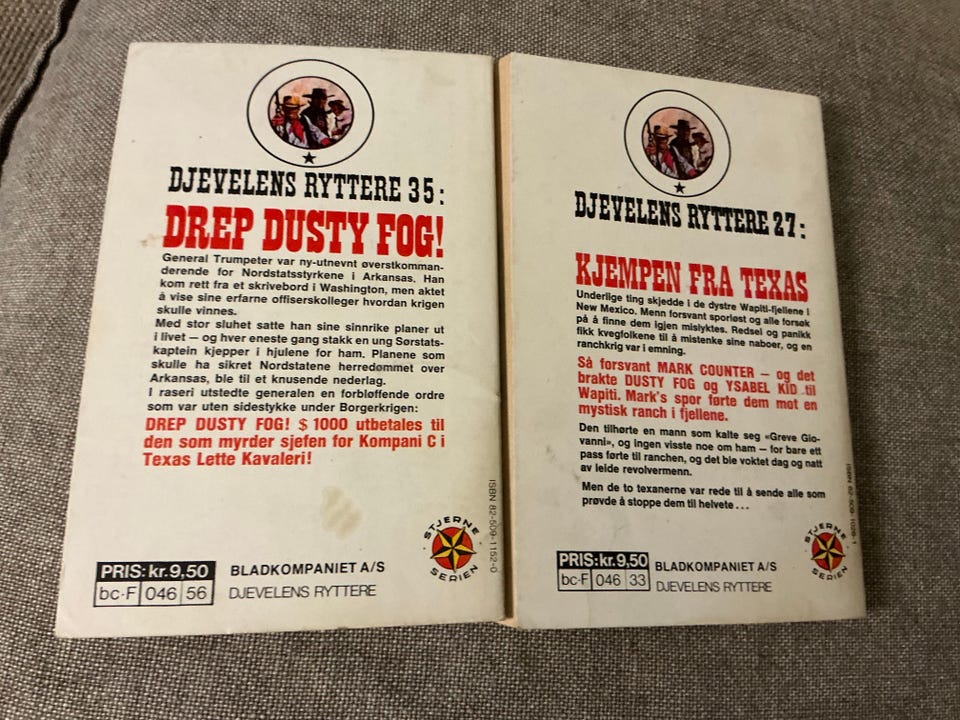 DJEVELENS RYTTERE 35:
DREP DUSTY FOG!
General Trumpeter var ny-utnevnt øverstkomman-
derende for Nordstatsstyrkene i Arkansas. Han
kom rett fra et skrivebord i Washington, men aktet
å vise sine erfarne offiserskolleger hvordan krigen
skulle vinnes.
Med stor sluhet satte han sine sinnrike planer ut
i livet — og hver eneste gang stakk en ung Sørstats-
kaptein kjepper i hjulene for ham. Planene som
skulle ha sikret Nordstatene herredømmet over
Arkansas, ble til et knusende nederlag.
I raseri utstedte generalen en forbløffende ordre
som var uten sidestykke under Borgerkrigen:
DREP DUSTY FOG! $ 1000 utbetales til
den som myrder sjefen for Kompani C i
Texas Lette Kavaleri!
ISBN 82-509-1152-0
STJERNE
SERIEN
PRIS: kr. 9,50
bc-F 046 56
BLADKOMPANIET A/S
DJEVELENS RYTTERE
DJEVELENS RYTTERE 27:
KJEMPEN FRA TEXAS
Underlige ting skjedde i de dystre Wapiti-fjellene i
New Mexico. Menn forsvant sporløst og alle forsøk
på å finne dem igjen mislyktes. Redsel og panikk
fikk kvegfolkene til å mistenke sine naboer, og en
ranchkrig var i emning.
Så forsvant MARK COUNTER — og det
brakte DUSTY FOG og YSABEL KID til
Wapiti. Mark's spor førte dem mot en
mystisk ranch i fjellene.
Den tilhørte en mann som kalte seg «Greve Gio-
vanni», og ingen visste noe om ham — for bare ett
pass førte til ranchen, og det ble voktet dag og natt
av leide revolvermenn.
Men de to texanerne var rede til å sende alle som
prøvde å stoppe dem til helvete...
ISBN 82-509
STJERNE
SERIEN
PRIS: kr. 9,50
bc-F 046 33
BLADKOMPANIET A/S
DJEVELENS RYTTERE